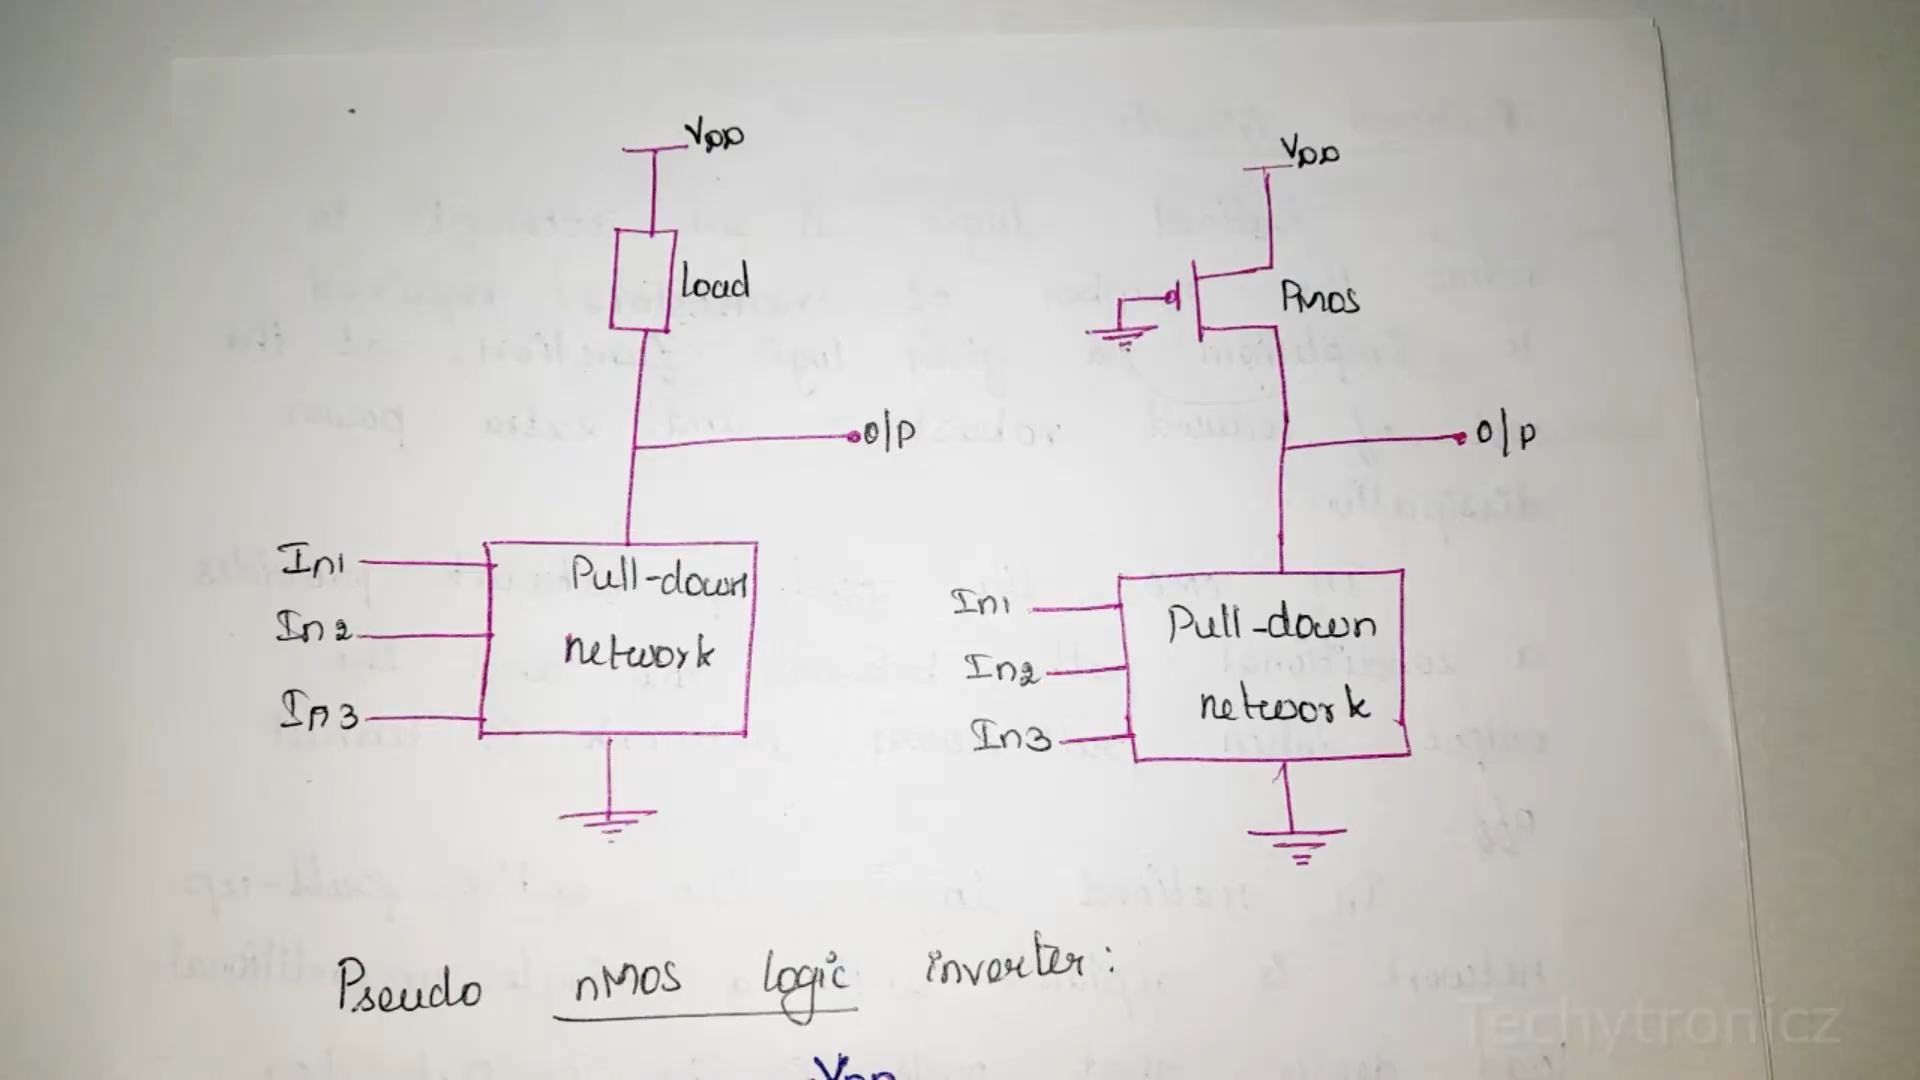 VDD
Load
O/P
In1
In2
In3
Pull-down
network
VDD
PMOS
O/P
In1
In2
In3
Pull-down
network
Pseudo nMOS logic inverter:
VDD
Techytronicz